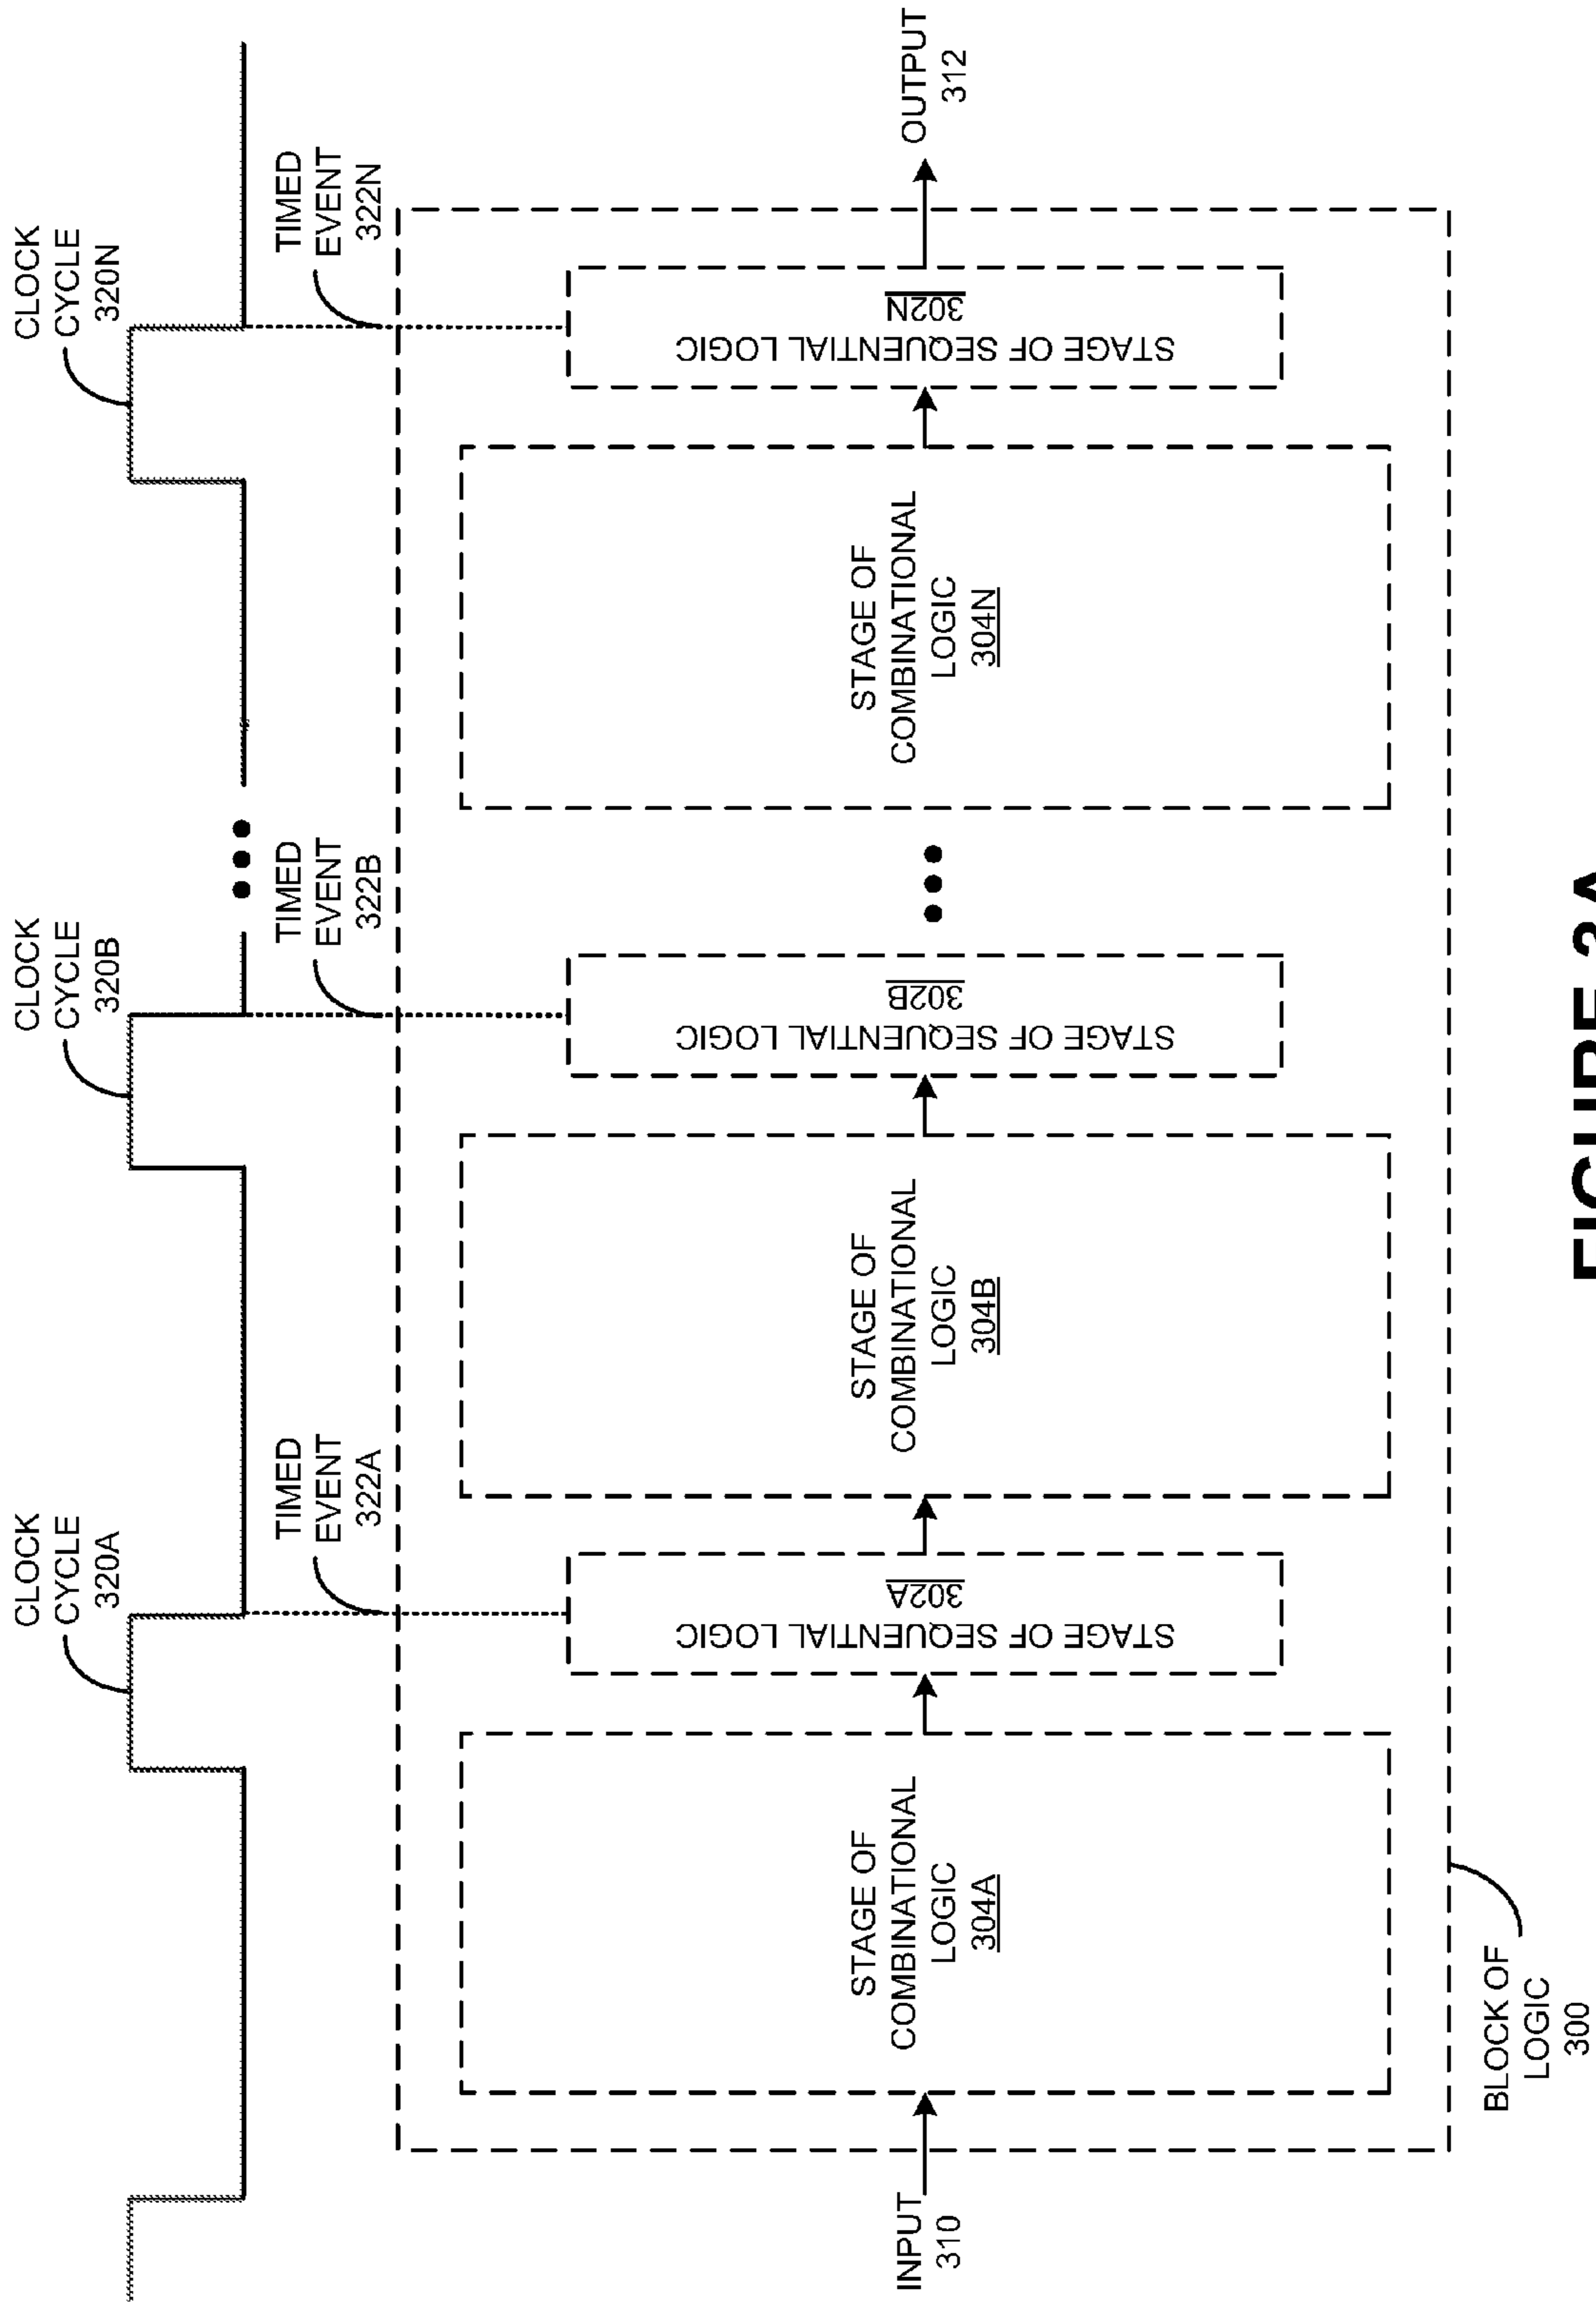 CLOCK
CYCLE
320A
CLOCK
CYCLE
320B
CLOCK
CYCLE
320N
TIMED
EVENT
322A
TIMED
EVENT
322B
TIMED
EVENT
322N
INPUT
310
STAGE OF
COMBINATIONAL
LOGIC
304A
STAGE OF SEQUENTIAL LOGIC
302A
STAGE OF
COMBINATIONAL
LOGIC
304B
STAGE OF SEQUENTIAL LOGIC
302B
STAGE OF
COMBINATIONAL
LOGIC
304N
STAGE OF SEQUENTIAL LOGIC
302N
OUTPUT
312
BLOCK OF
LOGIC
300
FIGURE 3A